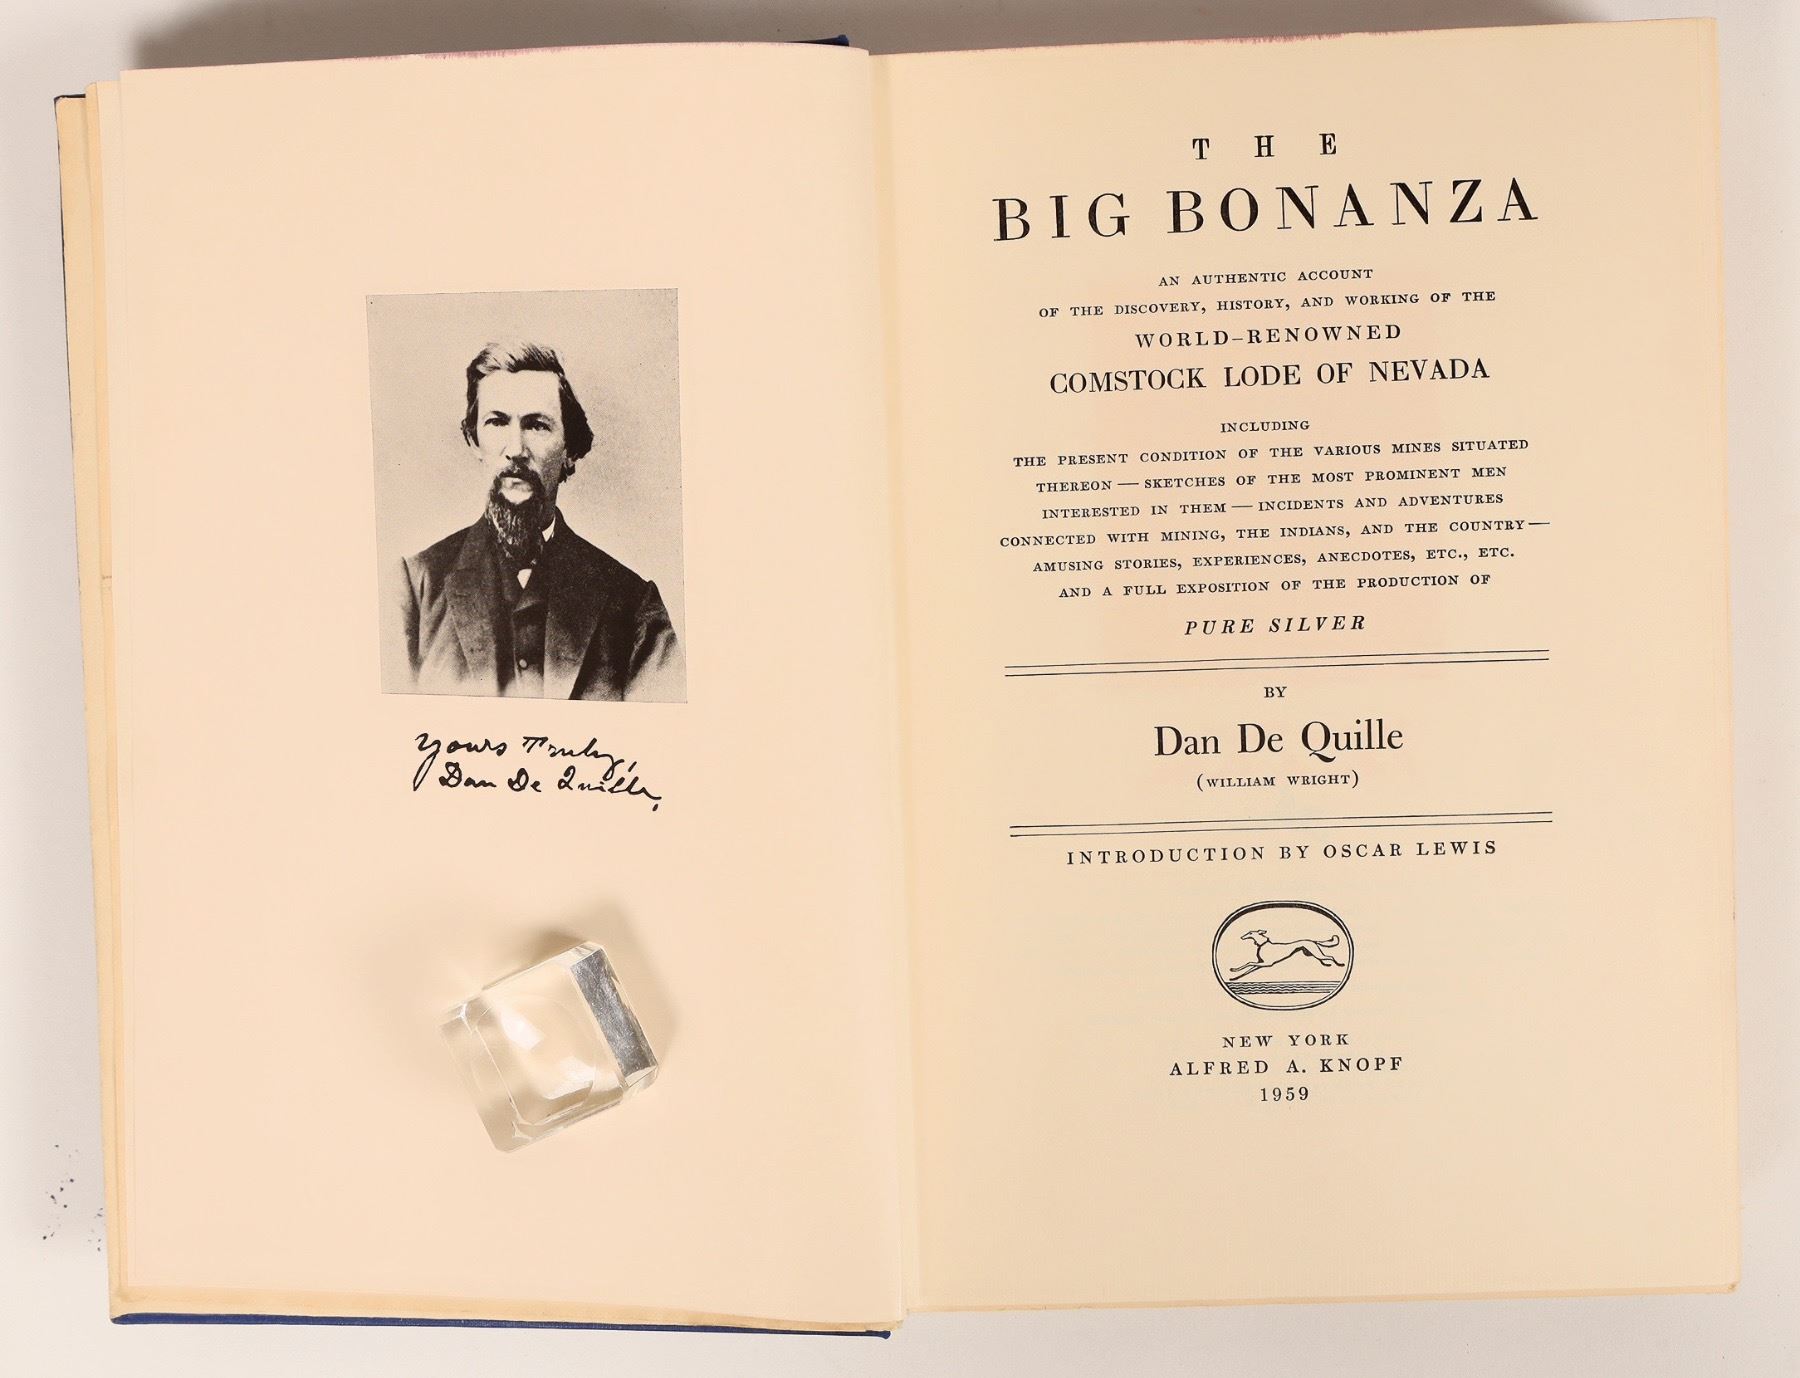 Yours Truly,
Dan De Quille,
THE
BIG BONANZA
AN AUTHENTIC ACCOUNT
OF THE DISCOVERY, HISTORY, AND WORKING OF THE
WORLD-RENOWNED
COMSTOCK LODE OF NEVADA
INCLUDING
THE PRESENT CONDITION OF THE VARIOUS MINES SITUATED
THEREON — SKETCHES OF THE MOST PROMINENT MEN
INTERESTED IN THEM — INCIDENTS AND ADVENTURES
CONNECTED WITH MINING, THE INDIANS, AND THE COUNTRY —
AMUSING STORIES, EXPERIENCES, ANECDOTES, ETC., ETC.
AND A FULL EXPOSITION OF THE PRODUCTION OF
PURE SILVER
BY
Dan De Quille
(WILLIAM WRIGHT)
INTRODUCTION BY OSCAR LEWIS
NEW YORK
ALFRED A. KNOPF
1959